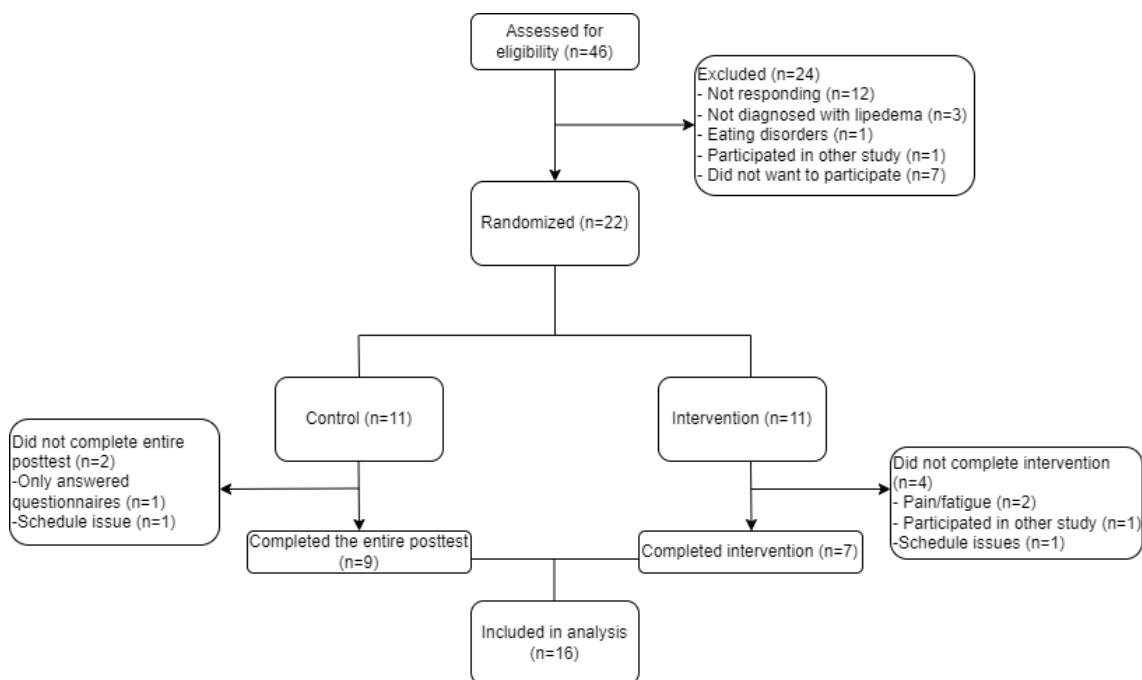 Assessed for
eligibility (n=46)
Excluded (n=24)
- Not responding (n=12)
- Not diagnosed with lipedema (n=3)
- Eating disorders (n=1)
- Participated in other study (n=1)
- Did not want to participate (n=7)
Randomized (n=22)
Control (n=11)
Intervention (n=11)
Did not complete entire
posttest (n=2)
-Only answered
questionnaires (n=1)
-Schedule issue (n=1)
Did not complete intervention
(n=4)
- Pain/fatigue (n=2)
- Participated in other study (n=1)
-Schedule issues (n=1)
Completed the entire posttest
(n=9)
Completed intervention (n=7)
Included in analysis
(n=16)